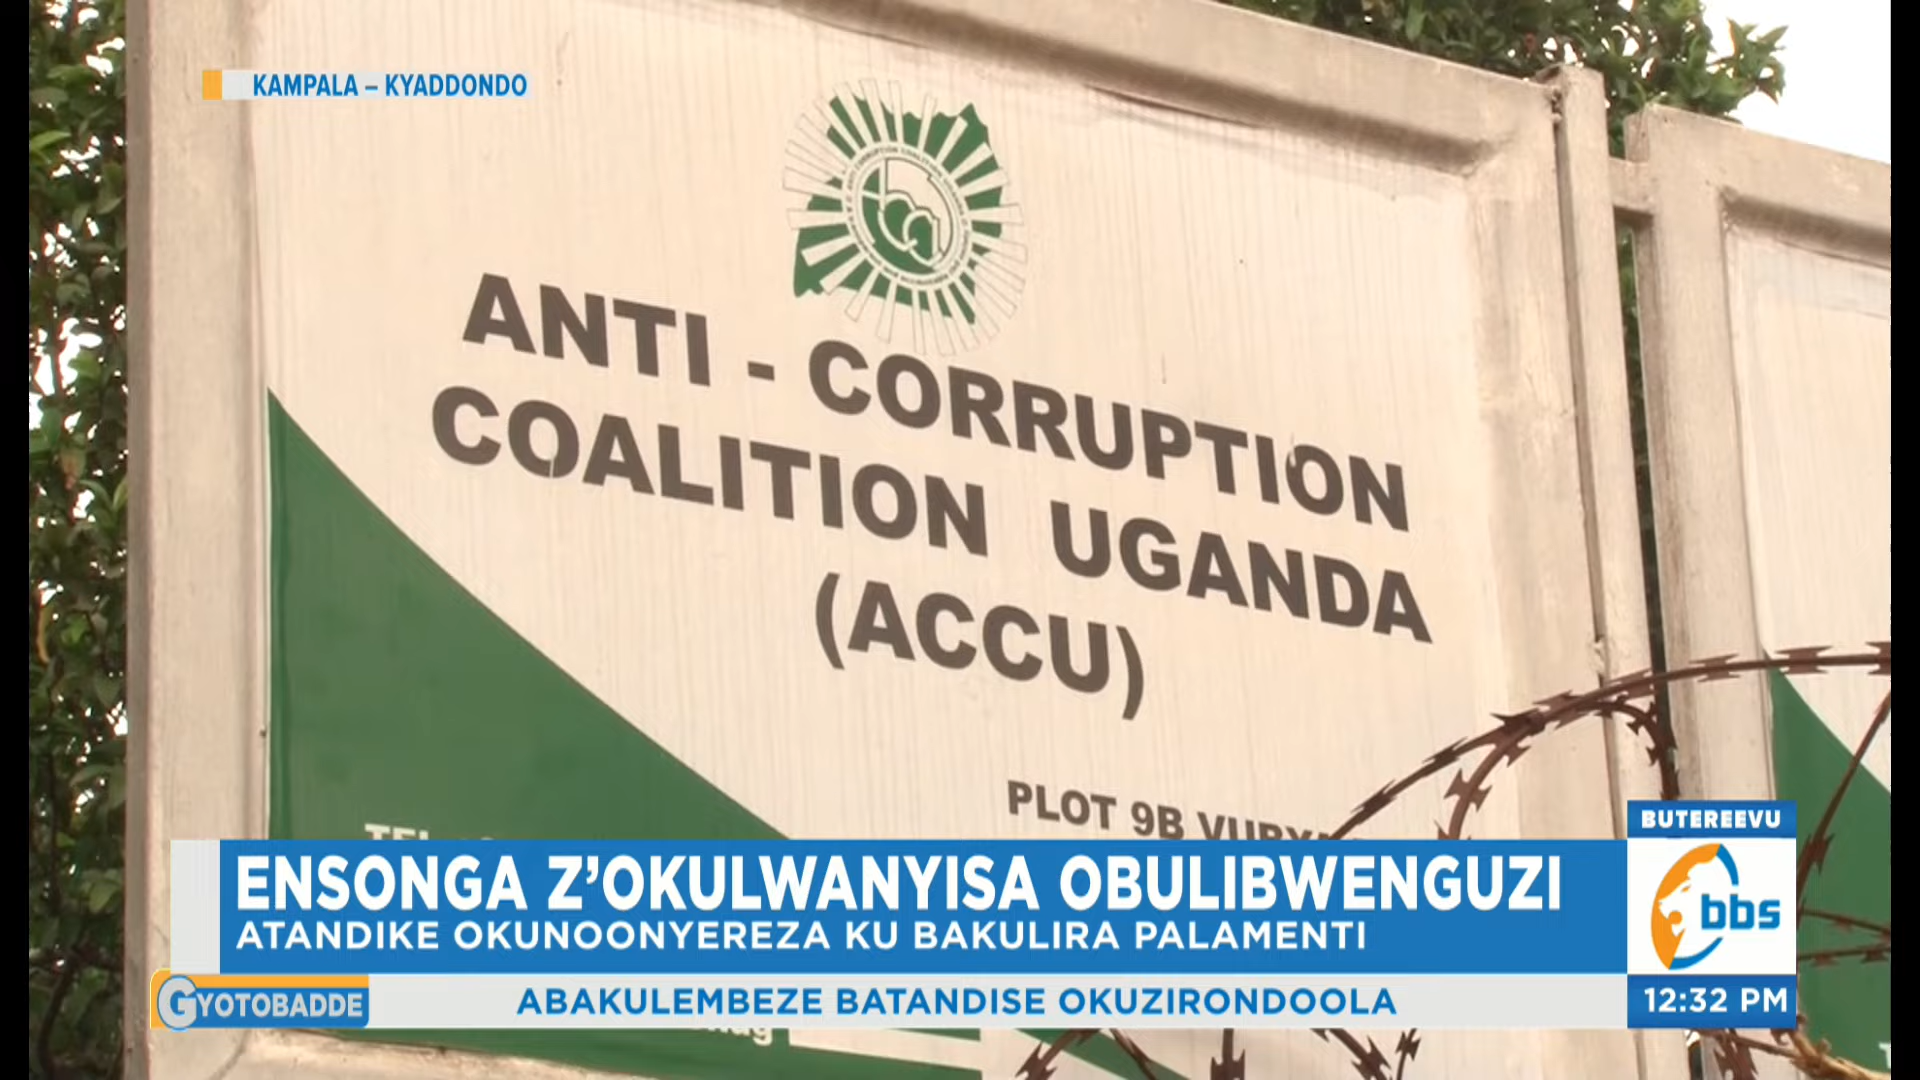 KAMPALA – KYADDONDO
ANTI - CORRUPTION
COALITION UGANDA
(ACCU)
PLOT 9B
BUTEREEVU
ENSONGA Z’OKULWANYISA OBULIBWENGUZI
bbs
ATANDIKE OKUNOONYEREZA KU BAKULIRA PALAMENTI
GYOTOBADDE
ABAKULEMBEZE BATANDISE OKUZIRONDOOLA
12:32 PM